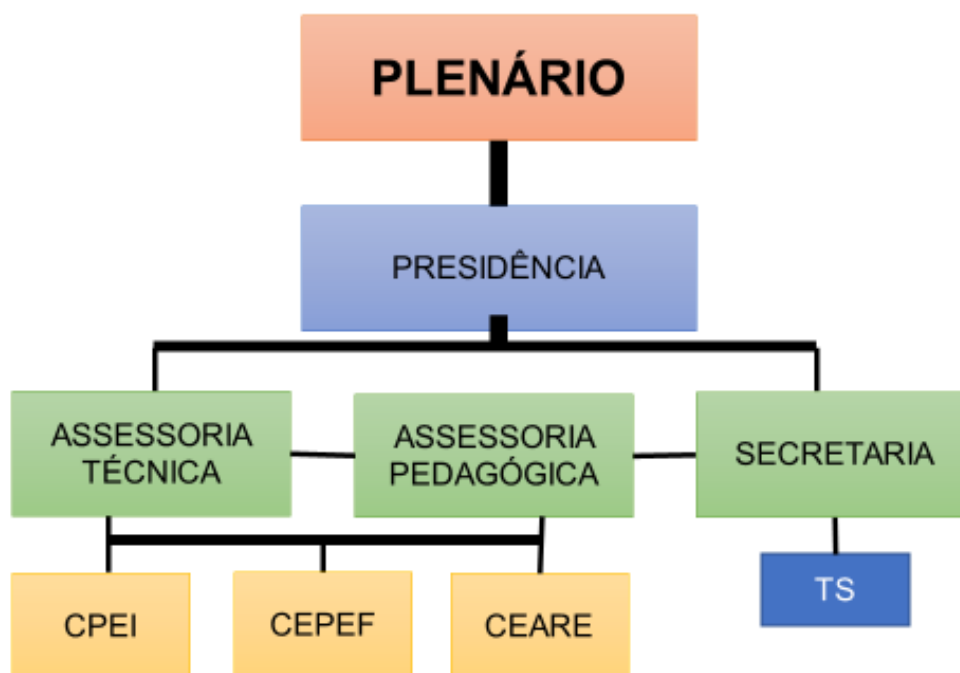 PLENÁRIO
PRESIDÊNCIA
ASSESSORIA
TÉCNICA
ASSESSORIA
PEDAGÓGICA
SECRETARIA
TS
CPEI
CEPEF
CEARE